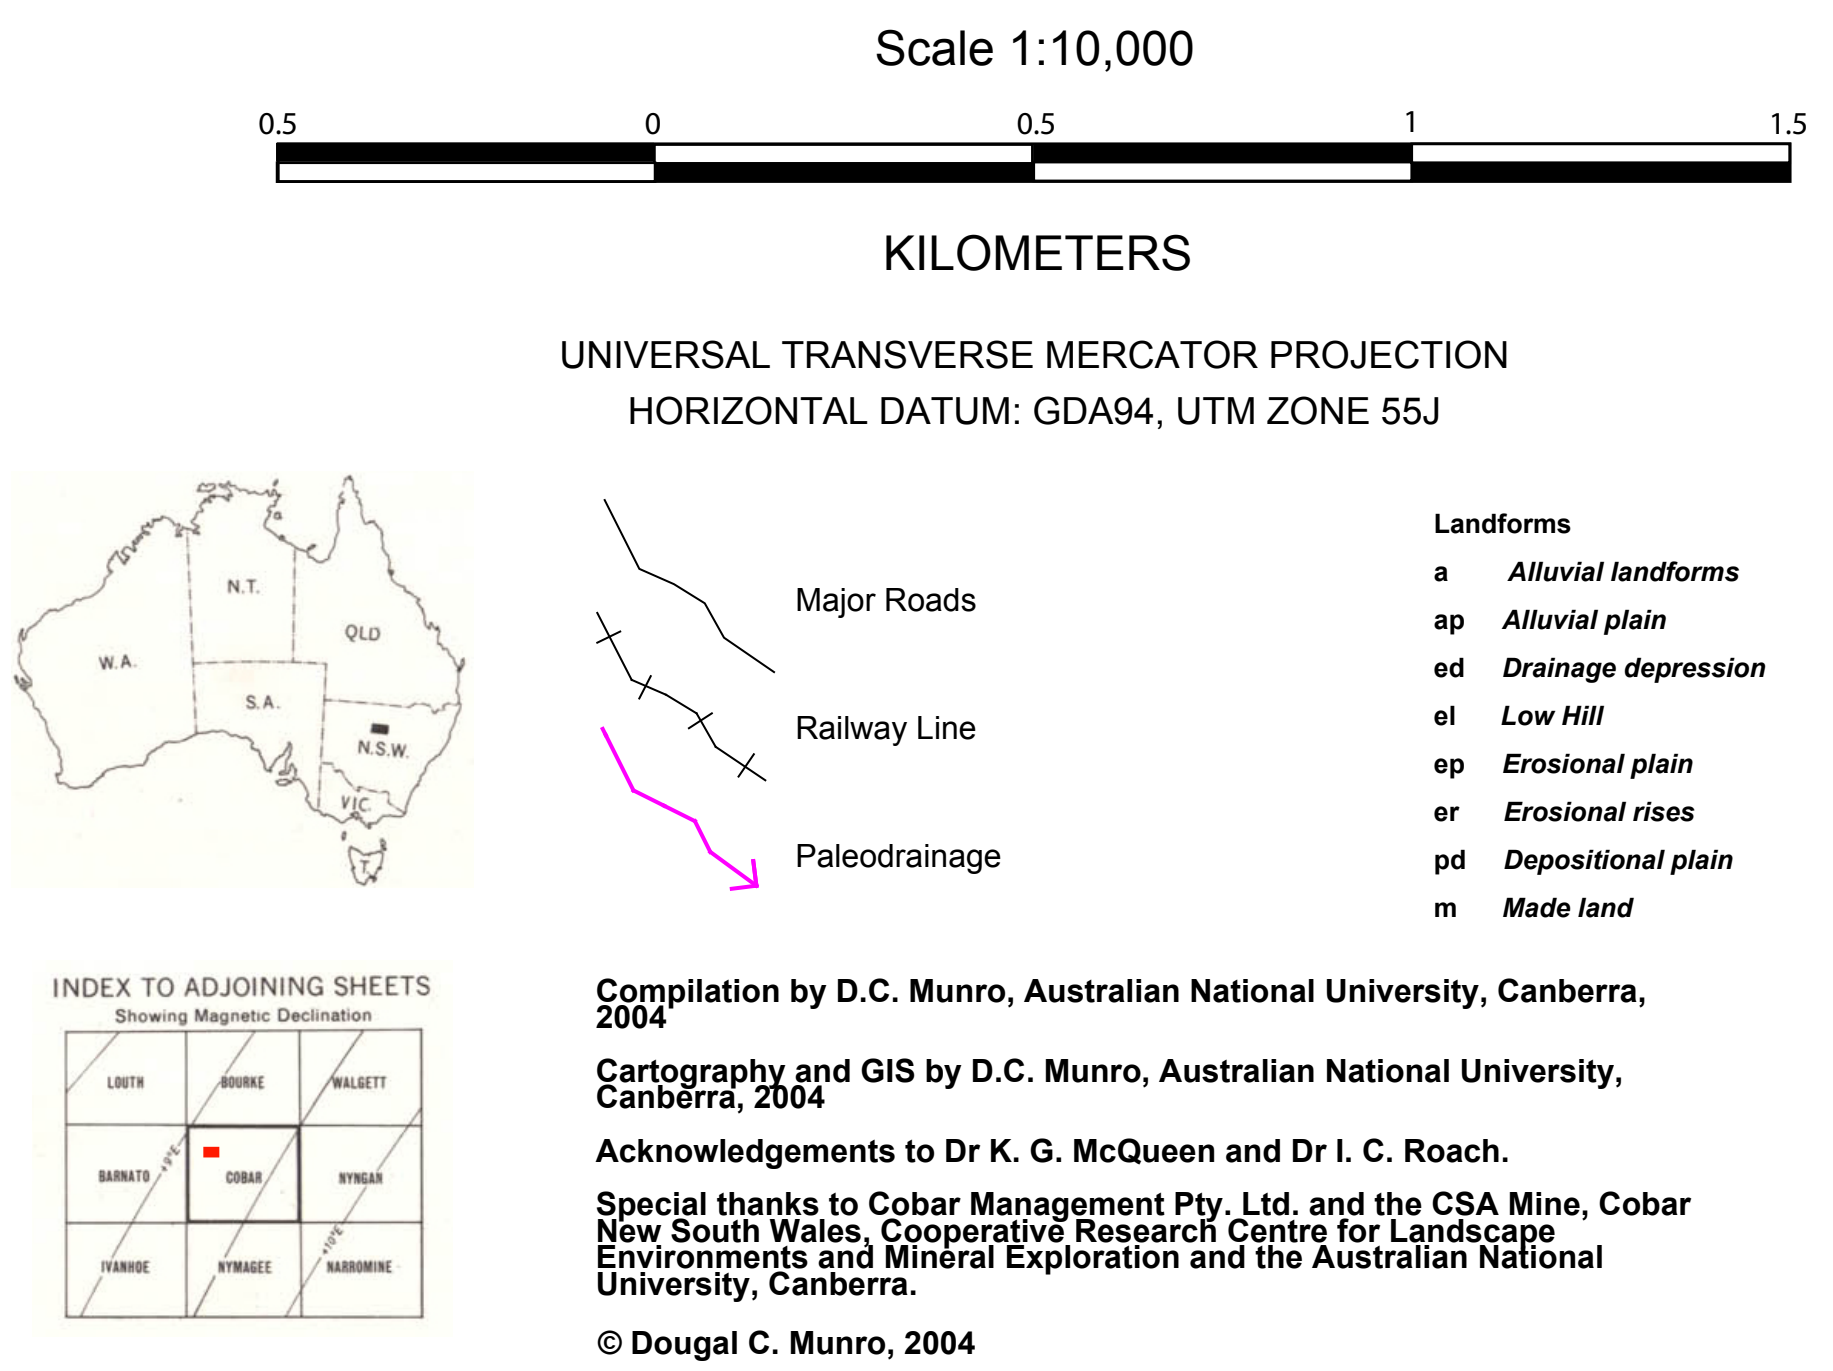 Scale 1:10,000
0.5 0 0.5 1 1.5
KILOMETERS
UNIVERSAL TRANSVERSE MERCATOR PROJECTION
HORIZONTAL DATUM: GDA94, UTM ZONE 55J
N.T.
QLD
W.A.
S.A.
N.S.W.
VIC.
T.
Major Roads
Railway Line
Paleodrainage
Landforms
a Alluvial landforms
ap Alluvial plain
ed Drainage depression
el Low Hill
ep Erosional plain
er Erosional rises
pd Depositional plain
m Made land
INDEX TO ADJOINING SHEETS
Showing Magnetic Declination
LOUTH BOURKE WALGETT
+9°E
BARNATO COBAR NYNGAN
+10°E
IVANHOE NYMAGEE NARROMINE
Compilation by D.C. Munro, Australian National University, Canberra,
2004
Cartography and GIS by D.C. Munro, Australian National University,
Canberra, 2004
Acknowledgements to Dr K. G. McQueen and Dr I. C. Roach.
Special thanks to Cobar Management Pty. Ltd. and the CSA Mine, Cobar
New South Wales, Cooperative Research Centre for Landscape
Environments and Mineral Exploration and the Australian National
University, Canberra.
© Dougal C. Munro, 2004